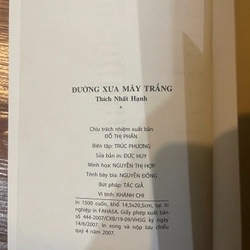 ĐƯỜNG XƯA MÂY TRẮNG
Thích Nhất Hạnh
*
Chịu trách nhiệm xuất bản
ĐỖ THỊ PHẤN
Biên tập: TRÚC PHƯƠNG
Sửa bản in: ĐỨC HUY
Minh họa: NGUYỄN THỊ HỢP
Trình bày bìa: NGUYÊN ĐỒNG
Bút pháp: TÁC GIẢ
Vi tính: KHÁNH CHI
In 1500 cuốn, khổ 14,5x20,5cm, tại Xí
nghiệp in FAHASA. Giấy phép xuất bản số
444-2007/CXB/19-09/VHSG ký ngày
14/6/2007. In xong và nộp lưu chiểu
quý 4 năm 2007.